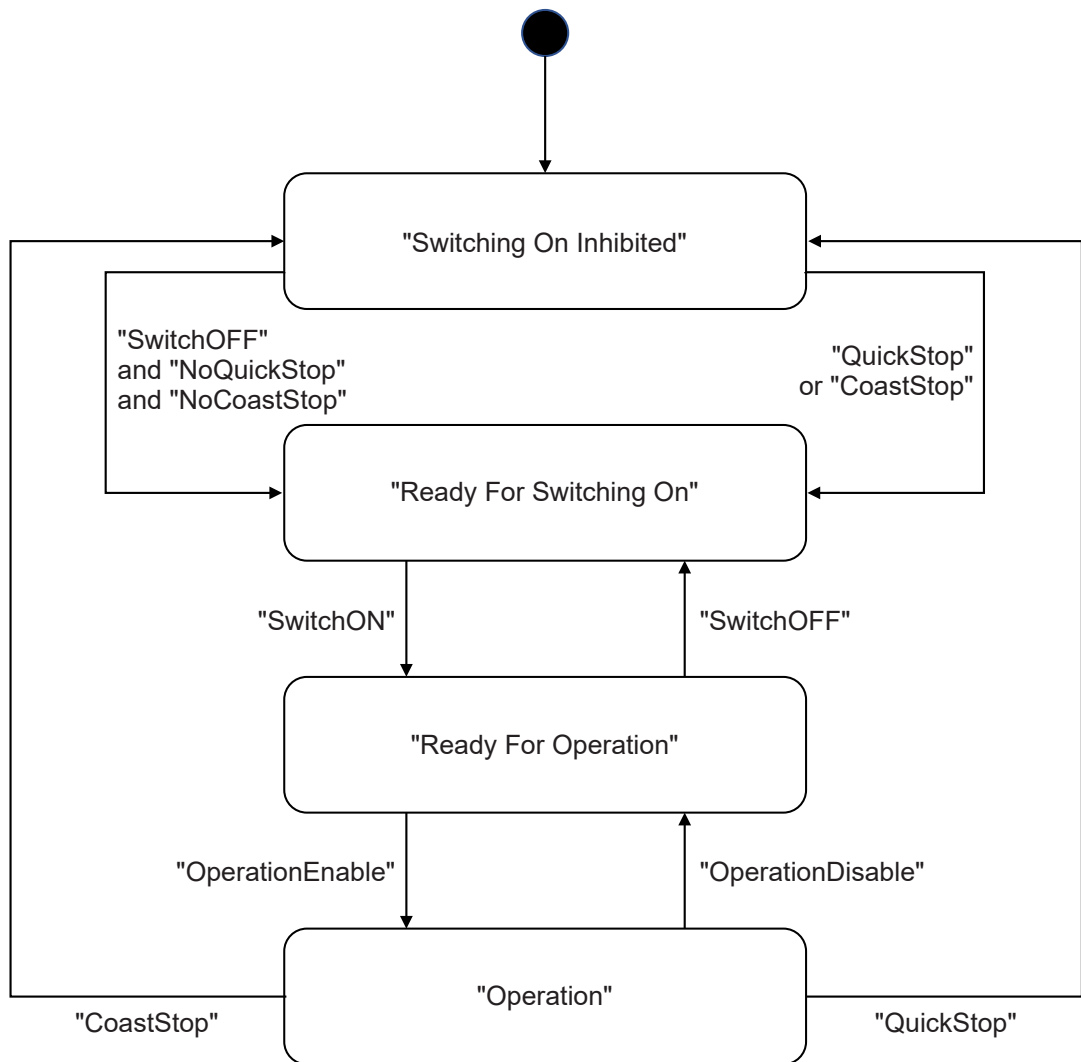 "Switching On Inhibited"
"SwitchOFF"
and "NoQuickStop"
and "NoCoastStop"
"QuickStop"
or "CoastStop"
"Ready For Switching On"
"SwitchON"
"SwitchOFF"
"Ready For Operation"
"OperationEnable"
"OperationDisable"
"Operation"
"CoastStop"
"QuickStop"